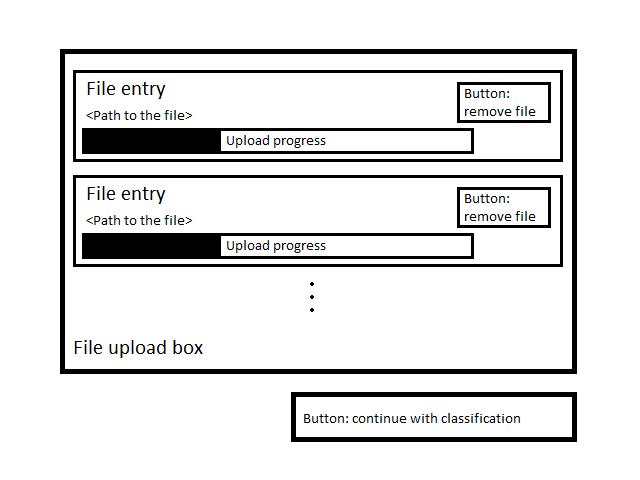 File entry
<Path to the file>
Button:
remove file
Upload progress
File entry
<Path to the file>
Button:
remove file
Upload progress
File upload box
Button: continue with classification